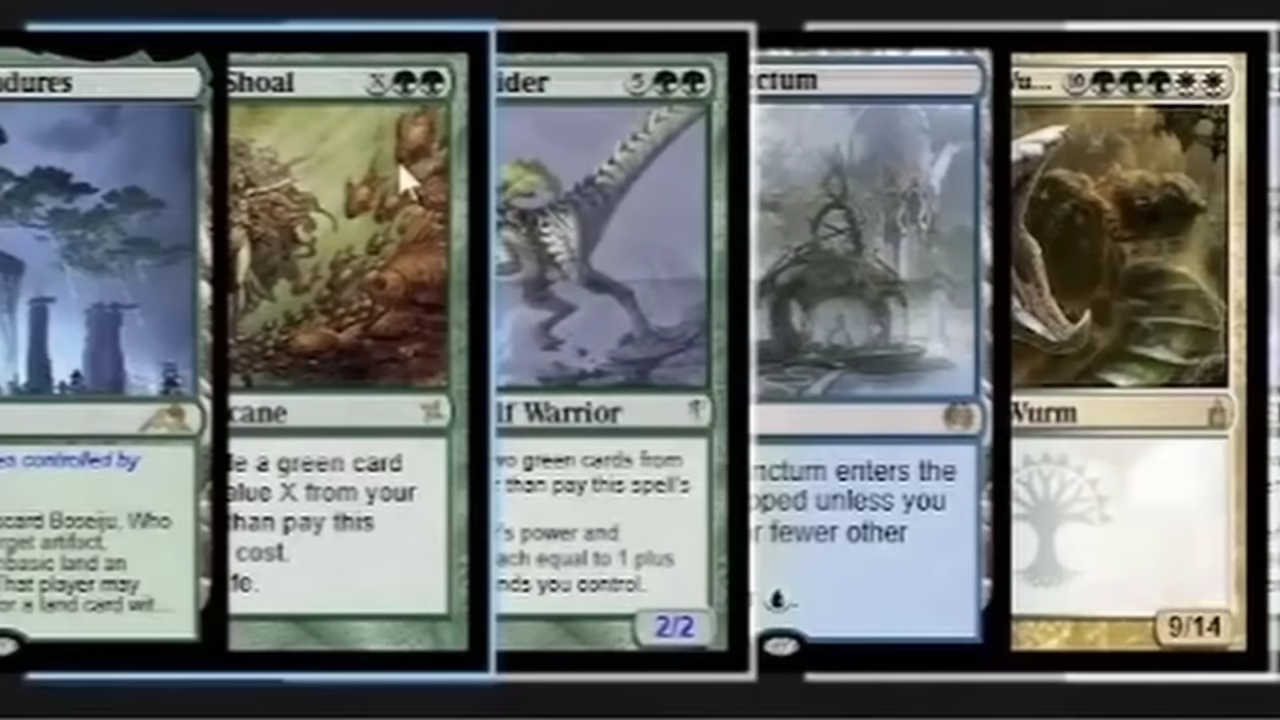 dures
Shoal
X
ider
5
ctum
/u...
10
cane
lf Warrior
Wurm
en controlled by
scard Boseiju, Who
rget artifact,
nbasic land an
That player may
or a land card wit...
le a green card
alue X from your
than pay this
cost.
fe.
wo green cards from
than pay this spell's
's power and
ach equal to 1 plus
nds you control.
2/2
nctum enters the
pped unless you
r fewer other
9/14